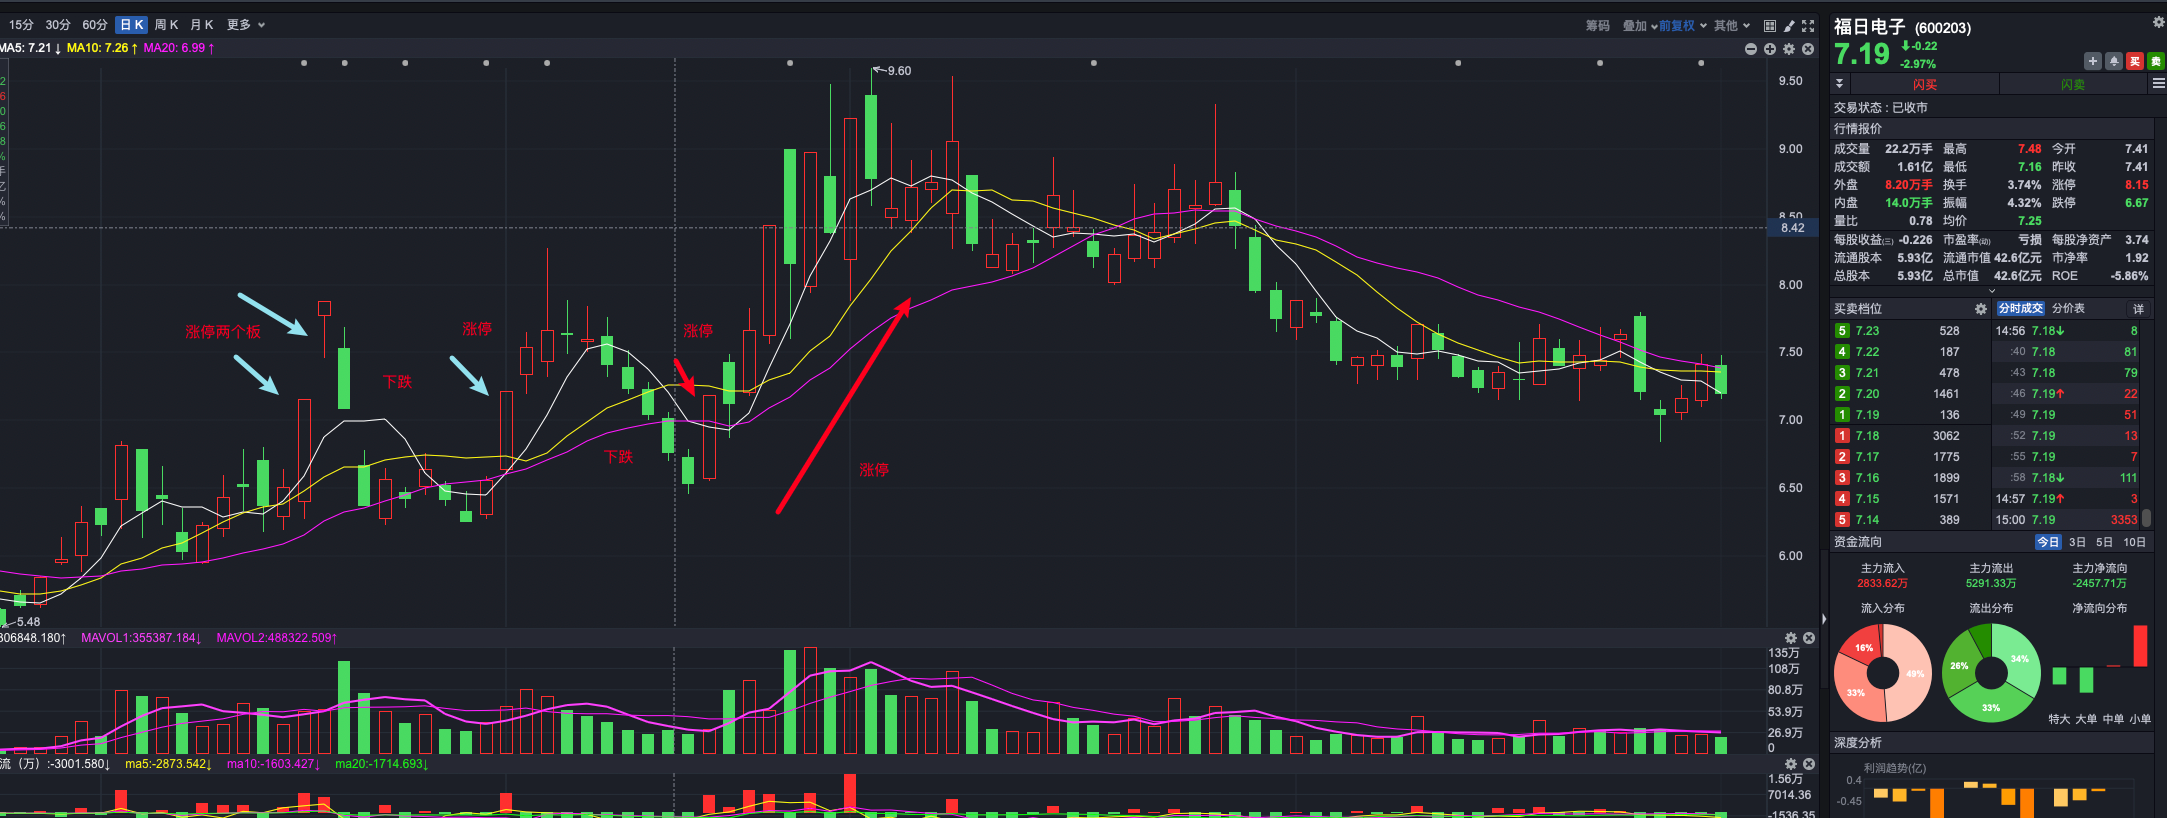 15分 30分 60分 日K 周K 月K 更多
筹码 叠加 前复权 其他
MA5: 7.21↓ MA10: 7.26↑ MA20: 6.99↑
9.60
9.50
9.00
8.50
8.42
8.00
7.50
7.00
6.50
6.00
涨停两个板
下跌
涨停
下跌
涨停
涨停
5.48
306848.180↑ MAVOL1:355387.184↓ MAVOL2:488322.509↑
135万
108万
80.8万
53.9万
26.9万
0
流（万）:-3001.580↓ ma5:-2873.542↓ ma10:-1603.427↓ ma20:-1714.693↓
1.56万
7014.36
-1536.35
福日电子 (600203)
7.19 ↓-0.22
-2.97%
买 卖
闪买 闪卖
交易状态：已收市
行情报价
成交量 22.2万手 最高 7.48 今开 7.41
成交额 1.61亿 最低 7.16 昨收 7.41
外盘 8.20万手 换手 3.74% 涨停 8.15
内盘 14.0万手 振幅 4.32% 跌停 6.67
量比 0.78 均价 7.25
每股收益(三) -0.226 市盈率(动) 亏损 每股净资产 3.74
流通股本 5.93亿 流通市值 42.6亿元 市净率 1.92
总股本 5.93亿 总市值 42.6亿元 ROE -5.86%
买卖档位 分时成交 分价表 详
5 7.23 528 14:56 7.18↓ 8
4 7.22 187 :40 7.18 81
3 7.21 478 :43 7.18 79
2 7.20 1461 :46 7.19↑ 22
1 7.19 136 :49 7.19 51
1 7.18 3062 :52 7.19 13
2 7.17 1775 :55 7.19 7
3 7.16 1899 :58 7.18↓ 111
4 7.15 1571 14:57 7.19↑ 3
5 7.14 389 15:00 7.19 3353
资金流向 今日 3日 5日 10日
主力流入 主力流出 主力净流向
2833.62万 5291.33万 -2457.71万
流入分布 流出分布 净流向分布
16% 49% 33%
26% 34% 33%
特大 大单 中单 小单
深度分析
利润趋势(亿)
0.4
-0.45